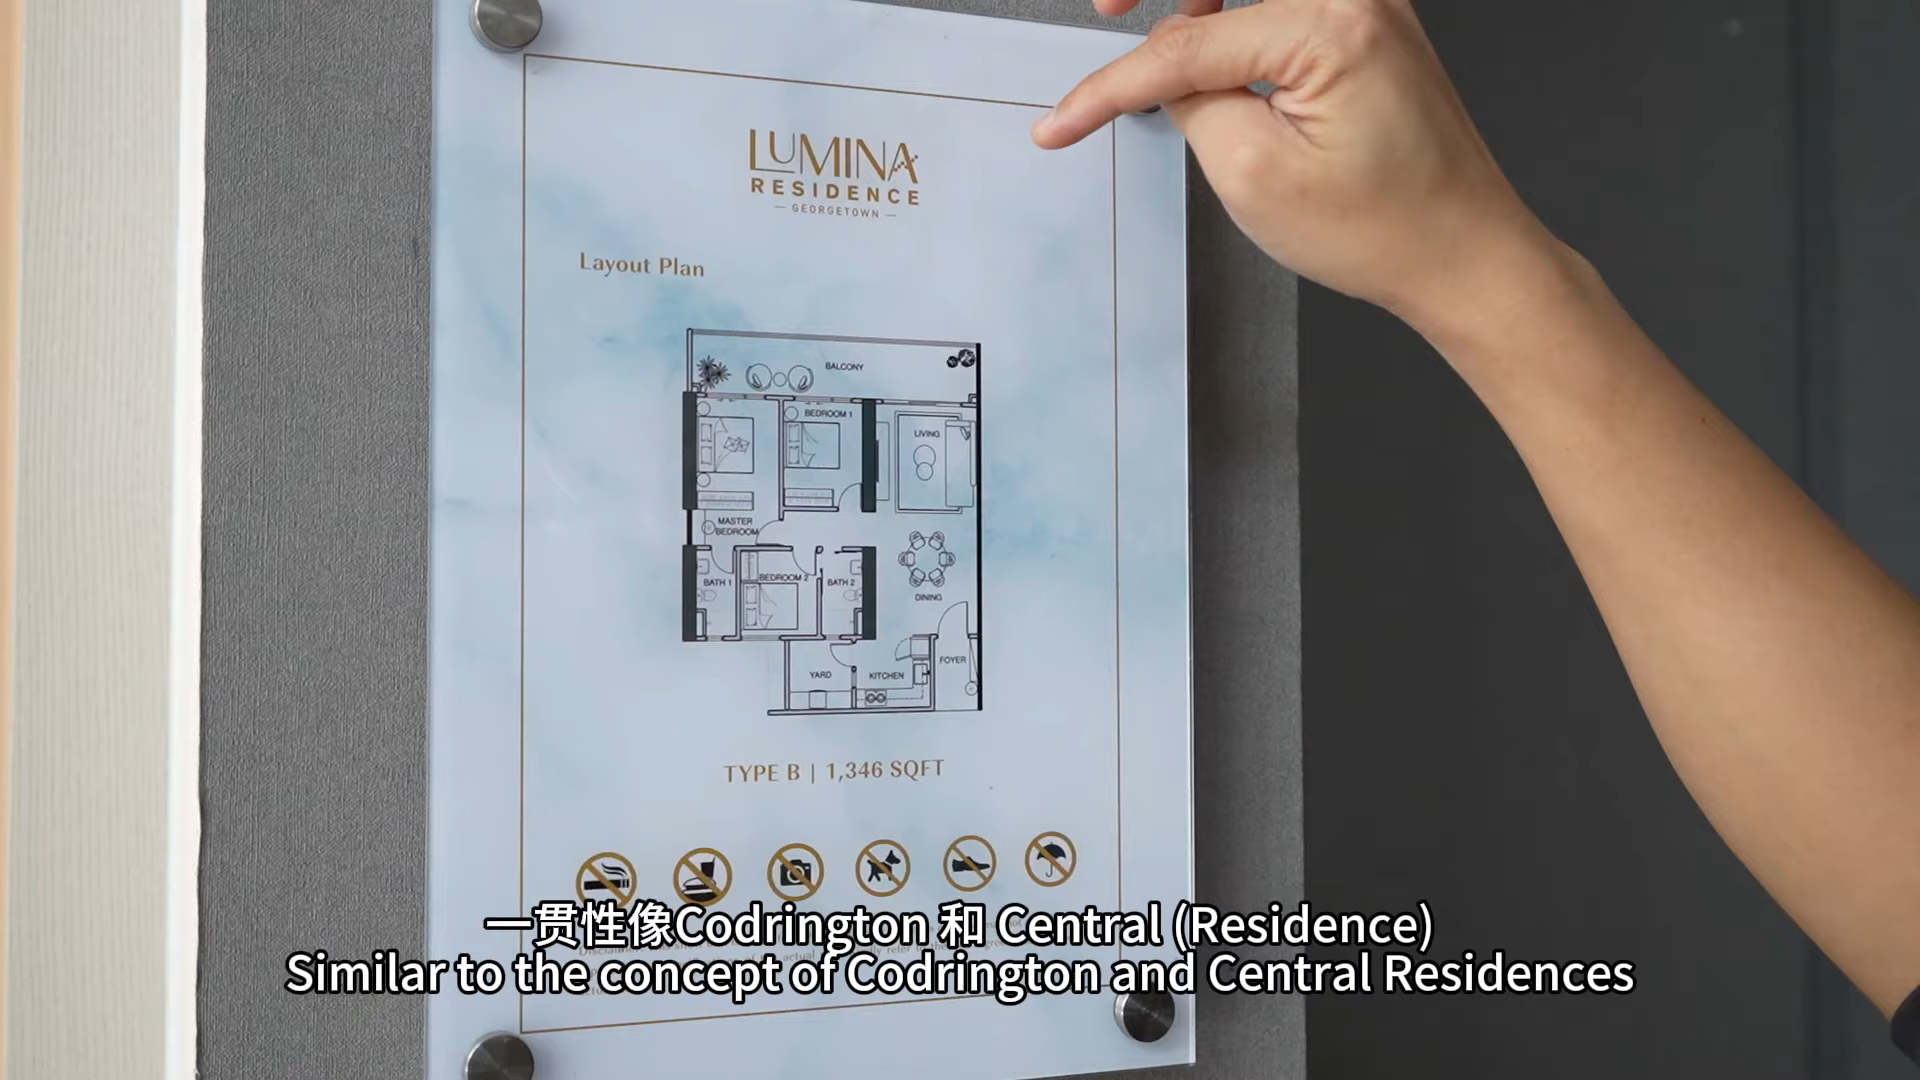 LUMINA
RESIDENCE
— GEORGETOWN —
Layout Plan
BALCONY
BEDROOM 1
LIVING
MASTER
BEDROOM
BATH 1
BEDROOM 2
BATH 2
DINING
FOYER
YARD
KITCHEN
TYPE B | 1,346 SQFT
一贯性像Codrington 和 Central (Residence)
Similar to the concept of Codrington and Central Residences